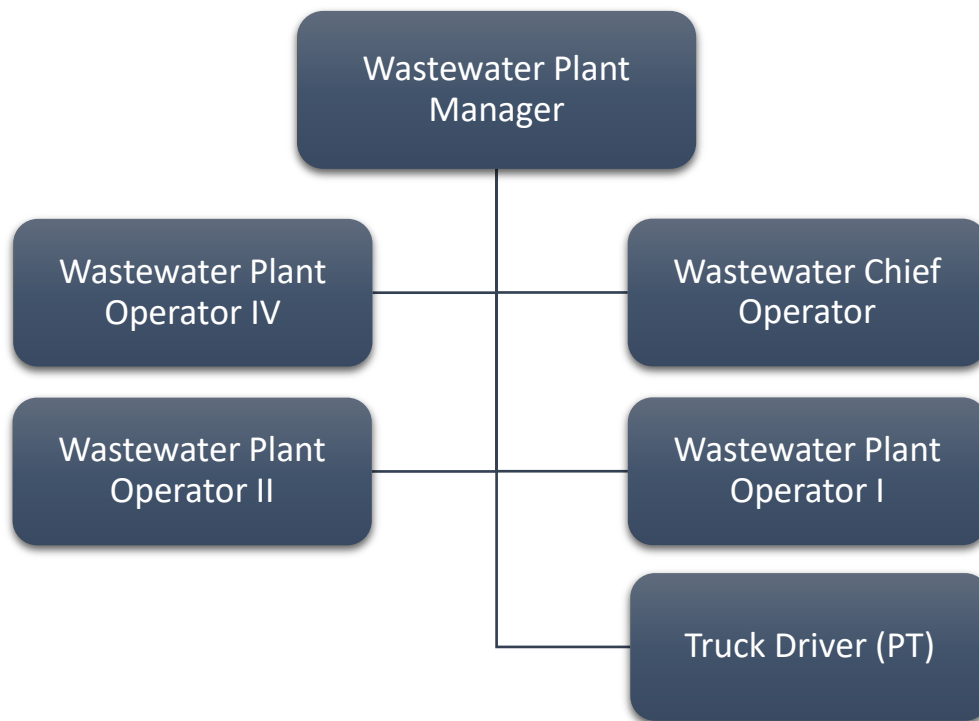 Wastewater Plant
Manager
Wastewater Plant
Operator IV
Wastewater Chief
Operator
Wastewater Plant
Operator II
Wastewater Plant
Operator I
Truck Driver (PT)